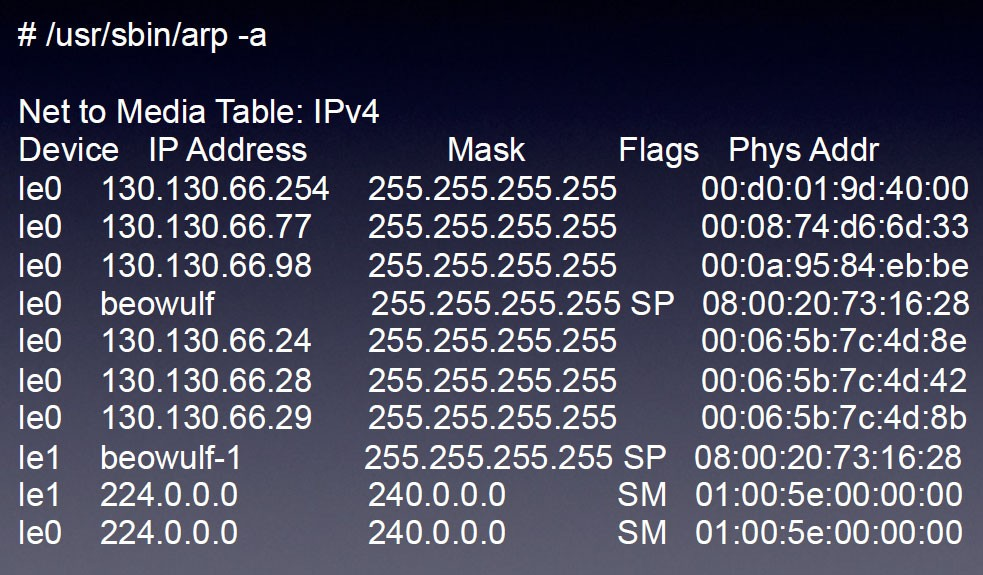 # /usr/sbin/arp -a
Net to Media Table: IPv4
Device IP Address Mask Flags Phys Addr
le0 130.130.66.254 255.255.255.255 00:d0:01:9d:40:00
le0 130.130.66.77 255.255.255.255 00:08:74:d6:6d:33
le0 130.130.66.98 255.255.255.255 00:0a:95:84:eb:be
le0 beowulf 255.255.255.255 SP 08:00:20:73:16:28
le0 130.130.66.24 255.255.255.255 00:06:5b:7c:4d:8e
le0 130.130.66.28 255.255.255.255 00:06:5b:7c:4d:42
le0 130.130.66.29 255.255.255.255 00:06:5b:7c:4d:8b
le1 beowulf-1 255.255.255.255 SP 08:00:20:73:16:28
le1 224.0.0.0 240.0.0.0 SM 01:00:5e:00:00:00
le0 224.0.0.0 240.0.0.0 SM 01:00:5e:00:00:00